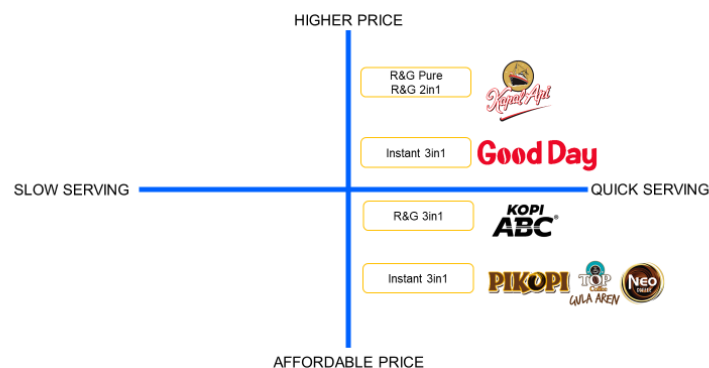 HIGHER PRICE
R&G Pure
R&G 2in1
Kapal Api
Instant 3in1
Good Day
SLOW SERVING
QUICK SERVING
R&G 3in1
KOPI
ABC®
Instant 3in1
PIKOPI
TOP
GULA AREN
NEO
AFFORDABLE PRICE